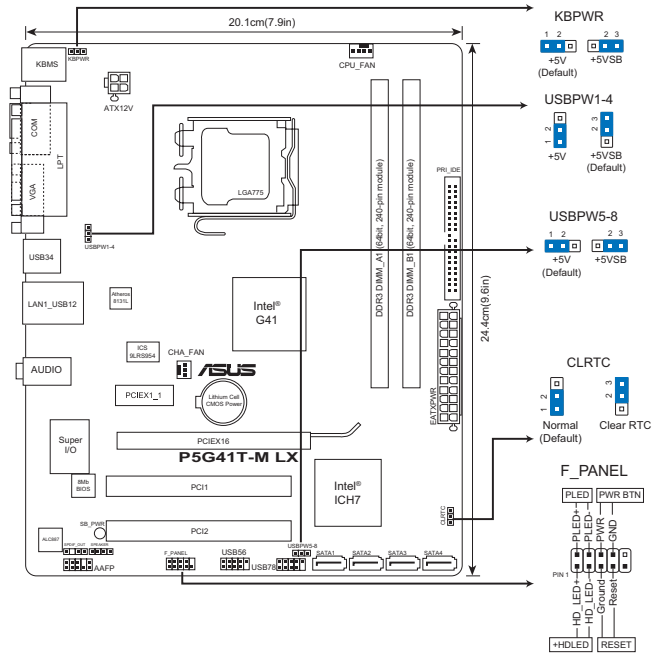 20.1cm(7.9in)
KBPWR
1 2
2 3
+5V
(Default)
+5VSB
KBPWR
KBMS
ATX12V
CPU_FAN
USBPW1-4
1
2
2
3
+5V
+5VSB
(Default)
COM
LPT
VGA
LGA775
DDR3 DIMM_A1 (64bit, 240-pin module)
DDR3 DIMM_B1 (64bit, 240-pin module)
PRI_IDE
USBPW1-4
USB34
USBPW5-8
1 2
2 3
+5V
(Default)
+5VSB
LAN1_USB12
Atheros
8131L
Intel®
G41
24.4cm(9.6in)
ICS
9LRS954
CHA_FAN
ASUS
AUDIO
PCIEX1_1
Lithium Cell
CMOS Power
EATXPWR
CLRTC
1
2
2
3
Normal
(Default)
Clear RTC
Super
I/O
PCIEX16
P5G41T-M LX
8Mb
BIOS
PCI1
Intel®
ICH7
CLRTC
F_PANEL
PLED
PWR BTN
PLED+
PLED-
PWR
GND
PIN 1
HD_LED+
HD_LED-
Ground
Reset
+HDLED
RESET
SB_PWR
PCI2
SPDIF_OUT
SPEAKER
AAFP
F_PANEL
USB56
USB78
USBPW5-8
SATA1
SATA2
SATA3
SATA4